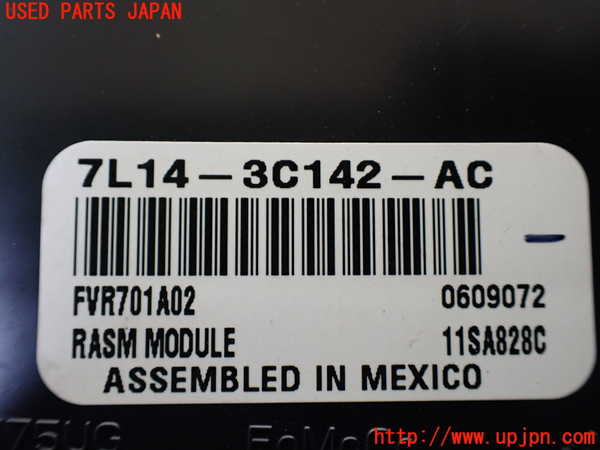 USED PARTS JAPAN
7L14-3C142-AC
FVR701A02 0609072
RASM MODULE 11SA828C
ASSEMBLED IN MEXICO
http://www.upjpn.com/